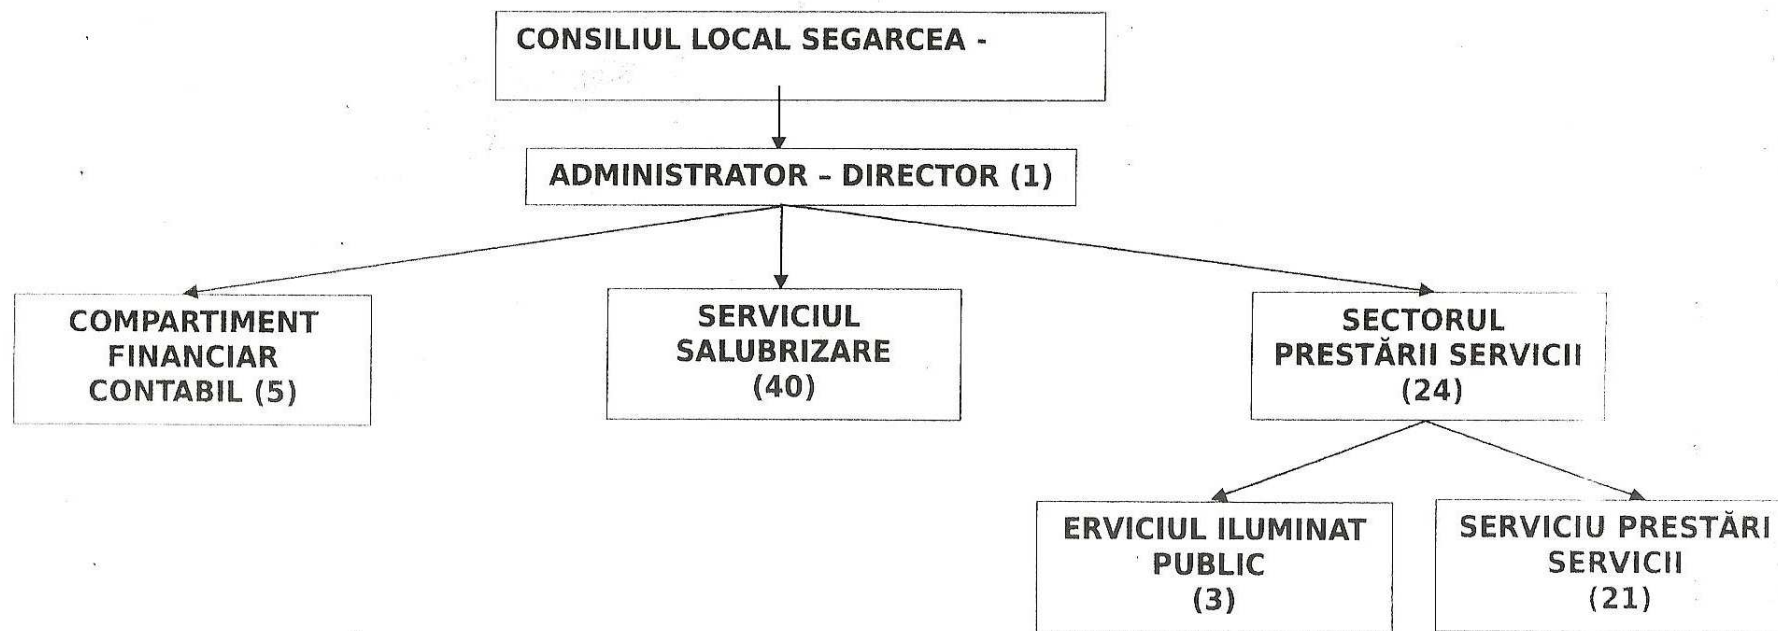 CONSILIUL LOCAL SEGARCEA -
ADMINISTRATOR – DIRECTOR (1)
COMPARTIMENT
FINANCIAR
CONTABIL (5)
SERVICIUL
SALUBRIZARE
(40)
SECTORUL
PRESTĂRII SERVICII
(24)
ERVICIUL ILUMINAT
PUBLIC
(3)
SERVICIU PRESTĂRI
SERVICII
(21)